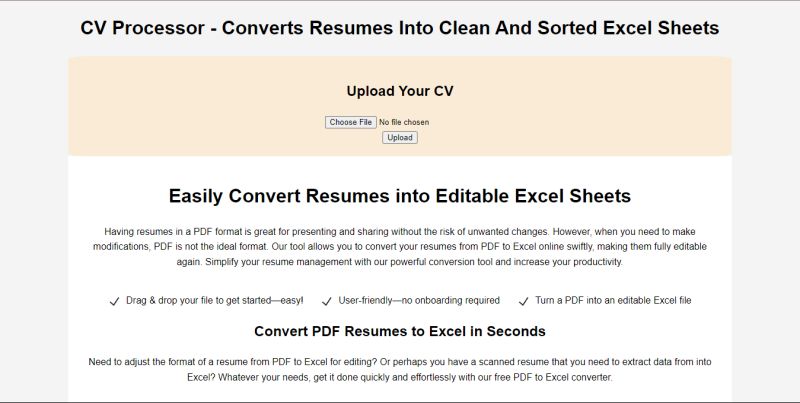 CV Processor - Converts Resumes Into Clean And Sorted Excel Sheets
Upload Your CV
Choose File No file chosen
Upload
Easily Convert Resumes into Editable Excel Sheets
Having resumes in a PDF format is great for presenting and sharing without the risk of unwanted changes. However, when you need to make
modifications, PDF is not the ideal format. Our tool allows you to convert your resumes from PDF to Excel online swiftly, making them fully editable
again. Simplify your resume management with our powerful conversion tool and increase your productivity.
Drag & drop your file to get started—easy! User-friendly—no onboarding required Turn a PDF into an editable Excel file
Convert PDF Resumes to Excel in Seconds
Need to adjust the format of a resume from PDF to Excel for editing? Or perhaps you have a scanned resume that you need to extract data from into
Excel? Whatever your needs, get it done quickly and effortlessly with our free PDF to Excel converter.